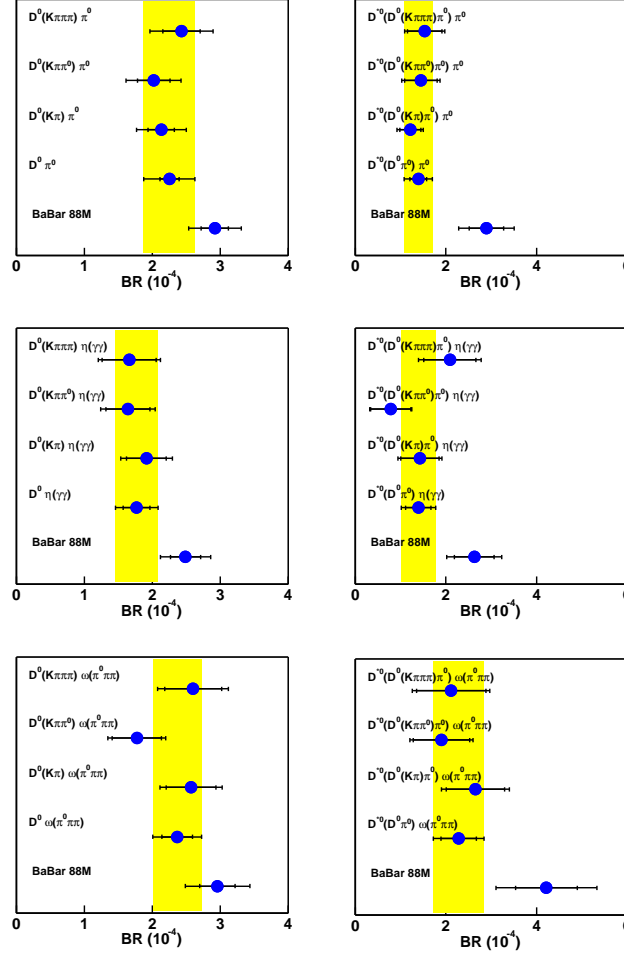 D⁰(Kπππ) π⁰
D⁰(Kππ⁰) π⁰
D⁰(Kπ) π⁰
D⁰ π⁰
BaBar 88M
0 1 2 3 4
BR (10⁻⁴)
D*⁰(D⁰(Kπππ)π⁰) π⁰
D*⁰(D⁰(Kππ⁰)π⁰) π⁰
D*⁰(D⁰(Kπ)π⁰) π⁰
D*⁰(D⁰π⁰) π⁰
BaBar 88M
0 2 4 6
BR (10⁻⁴)
D⁰(Kπππ) η(γγ)
D⁰(Kππ⁰) η(γγ)
D⁰(Kπ) η(γγ)
D⁰ η(γγ)
BaBar 88M
0 1 2 3 4
BR (10⁻⁴)
D*⁰(D⁰(Kπππ)π⁰) η(γγ)
D*⁰(D⁰(Kππ⁰)π⁰) η(γγ)
D*⁰(D⁰(Kπ)π⁰) η(γγ)
D*⁰(D⁰π⁰) η(γγ)
BaBar 88M
0 2 4 6
BR (10⁻⁴)
D⁰(Kπππ) ω(π⁰ππ)
D⁰(Kππ⁰) ω(π⁰ππ)
D⁰(Kπ) ω(π⁰ππ)
D⁰ ω(π⁰ππ)
BaBar 88M
0 1 2 3 4
BR (10⁻⁴)
D*⁰(D⁰(Kπππ)π⁰) ω(π⁰ππ)
D*⁰(D⁰(Kππ⁰)π⁰) ω(π⁰ππ)
D*⁰(D⁰(Kπ)π⁰) ω(π⁰ππ)
D*⁰(D⁰π⁰) ω(π⁰ππ)
BaBar 88M
0 2 4 6
BR (10⁻⁴)